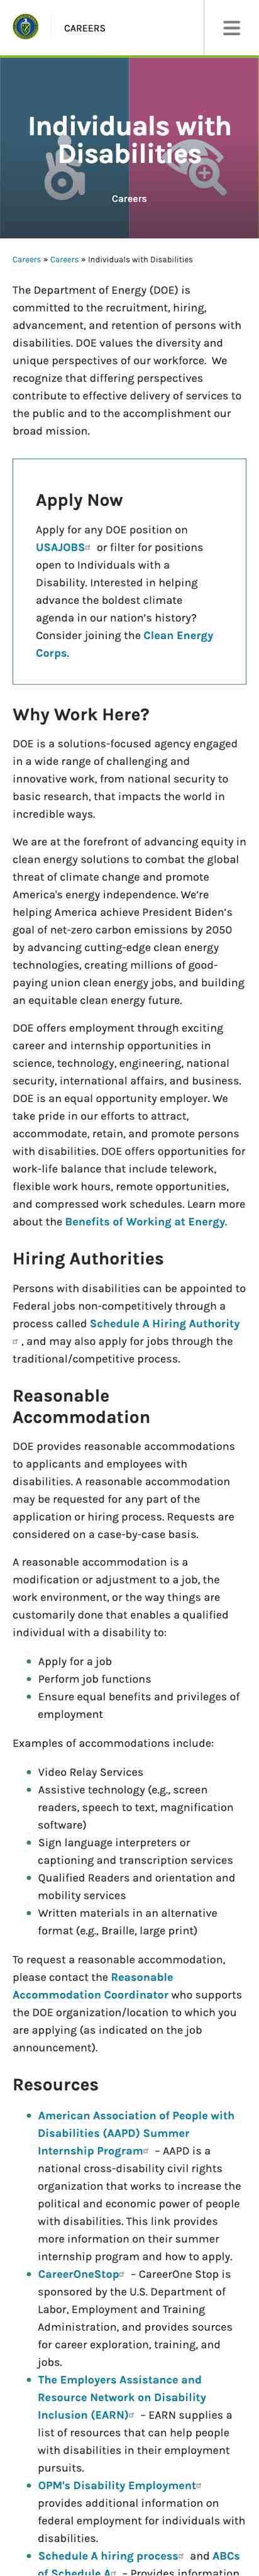 CAREERS
Individuals with
Disabilities
Careers
Careers » Careers » Individuals with Disabilities
The Department of Energy (DOE) is
committed to the recruitment, hiring,
advancement, and retention of persons with
disabilities. DOE values the diversity and
unique perspectives of our workforce.  We
recognize that differing perspectives
contribute to effective delivery of services to
the public and to the accomplishment our
broad mission.
Apply Now
Apply for any DOE position on
USAJOBS or filter for positions
open to Individuals with a
Disability. Interested in helping
advance the boldest climate
agenda in our nation's history?
Consider joining the Clean Energy
Corps.
Why Work Here?
DOE is a solutions-focused agency engaged
in a wide range of challenging and
innovative work, from national security to
basic research, that impacts the world in
incredible ways.
We are at the forefront of advancing equity in
clean energy solutions to combat the global
threat of climate change and promote
America's energy independence. We're
helping America achieve President Biden's
goal of net-zero carbon emissions by 2050
by advancing cutting-edge clean energy
technologies, creating millions of good-
paying union clean energy jobs, and building
an equitable clean energy future.
DOE offers employment through exciting
career and internship opportunities in
science, technology, engineering, national
security, international affairs, and business.
DOE is an equal opportunity employer. We
take pride in our efforts to attract,
accommodate, retain, and promote persons
with disabilities. DOE offers opportunities for
work-life balance that include telework,
flexible work hours, remote opportunities,
and compressed work schedules. Learn more
about the Benefits of Working at Energy.
Hiring Authorities
Persons with disabilities can be appointed to
Federal jobs non-competitively through a
process called Schedule A Hiring Authority
, and may also apply for jobs through the
traditional/competitive process.
Reasonable
Accommodation
DOE provides reasonable accommodations
to applicants and employees with
disabilities. A reasonable accommodation
may be requested for any part of the
application or hiring process. Requests are
considered on a case-by-case basis.
A reasonable accommodation is a
modification or adjustment to a job, the
work environment, or the way things are
customarily done that enables a qualified
individual with a disability to:
Apply for a job
Perform job functions
Ensure equal benefits and privileges of
employment
Examples of accommodations include:
Video Relay Services
Assistive technology (e.g., screen
readers, speech to text, magnification
software)
Sign language interpreters or
captioning and transcription services
Qualified Readers and orientation and
mobility services
Written materials in an alternative
format (e.g., Braille, large print)
To request a reasonable accommodation,
please contact the Reasonable
Accommodation Coordinator who supports
the DOE organization/location to which you
are applying (as indicated on the job
announcement).
Resources
American Association of People with
Disabilities (AAPD) Summer
Internship Program – AAPD is a
national cross-disability civil rights
organization that works to increase the
political and economic power of people
with disabilities. This link provides
more information on their summer
internship program and how to apply.
CareerOneStop – CareerOne Stop is
sponsored by the U.S. Department of
Labor, Employment and Training
Administration, and provides sources
for career exploration, training, and
jobs.
The Employers Assistance and
Resource Network on Disability
Inclusion (EARN) – EARN supplies a
list of resources that can help people
with disabilities in their employment
pursuits.
OPM's Disability Employment
provides additional information on
federal employment for individuals with
disabilities.
Schedule A hiring process and ABCs
of Schedule A – Provides information